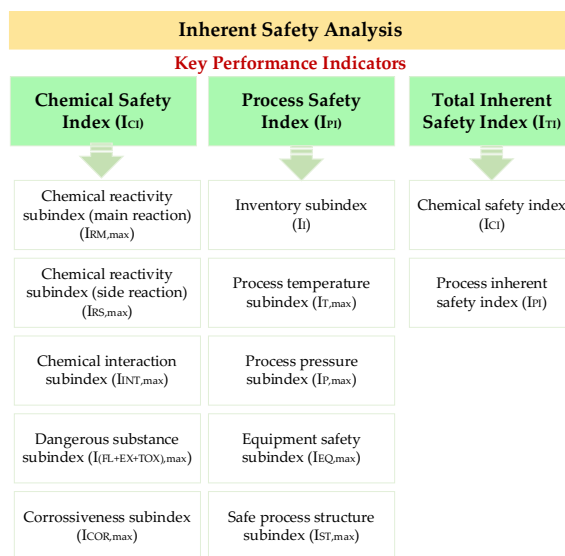 Inherent Safety Analysis
Key Performance Indicators
Chemical Safety
Index (ICI)
Chemical reactivity
subindex (main reaction)
(IRM,max)
Chemical reactivity
subindex (side reaction)
(IRS,max)
Chemical interaction
subindex (IINT,max)
Dangerous substance
subindex (I(FL+EX+TOX),max)
Corrossiveness subindex
(ICOR,max)
Process Safety
Index (IPI)
Inventory subindex
(II)
Process temperature
subindex (IT,max)
Process pressure
subindex (IP,max)
Equipment safety
subindex (IEQ,max)
Safe process structure
subindex (IST,max)
Total Inherent
Safety Index (ITI)
Chemical safety index
(ICI)
Process inherent
safety index (IPI)